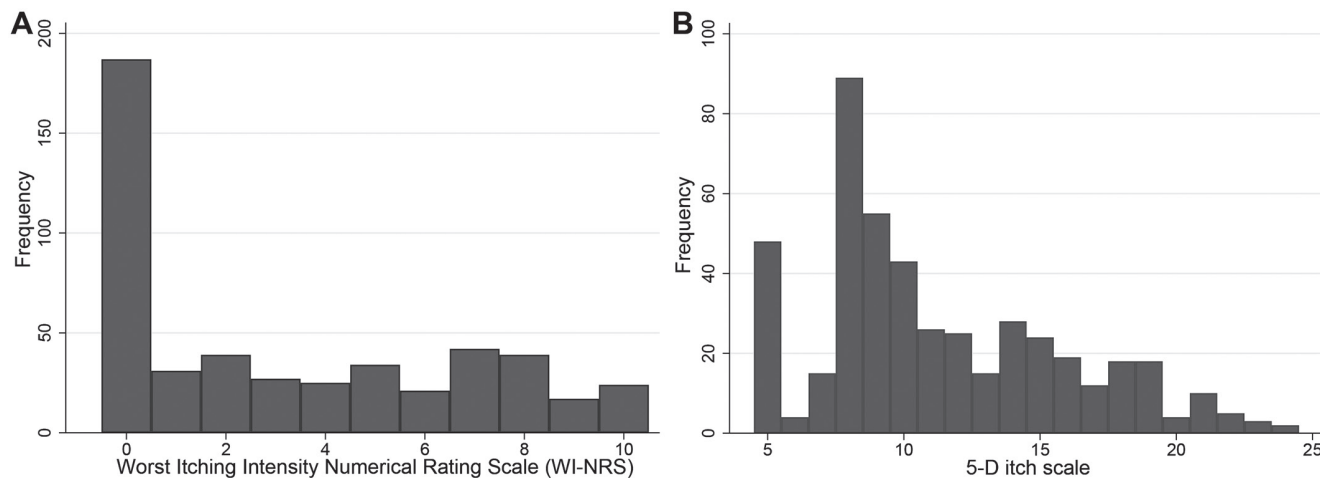 A
200
150
100
50
0
Frequency
0 2 4 6 8 10
Worst Itching Intensity Numerical Rating Scale (WI-NRS)
B
100
80
60
40
20
0
Frequency
5 10 15 20 25
5-D itch scale